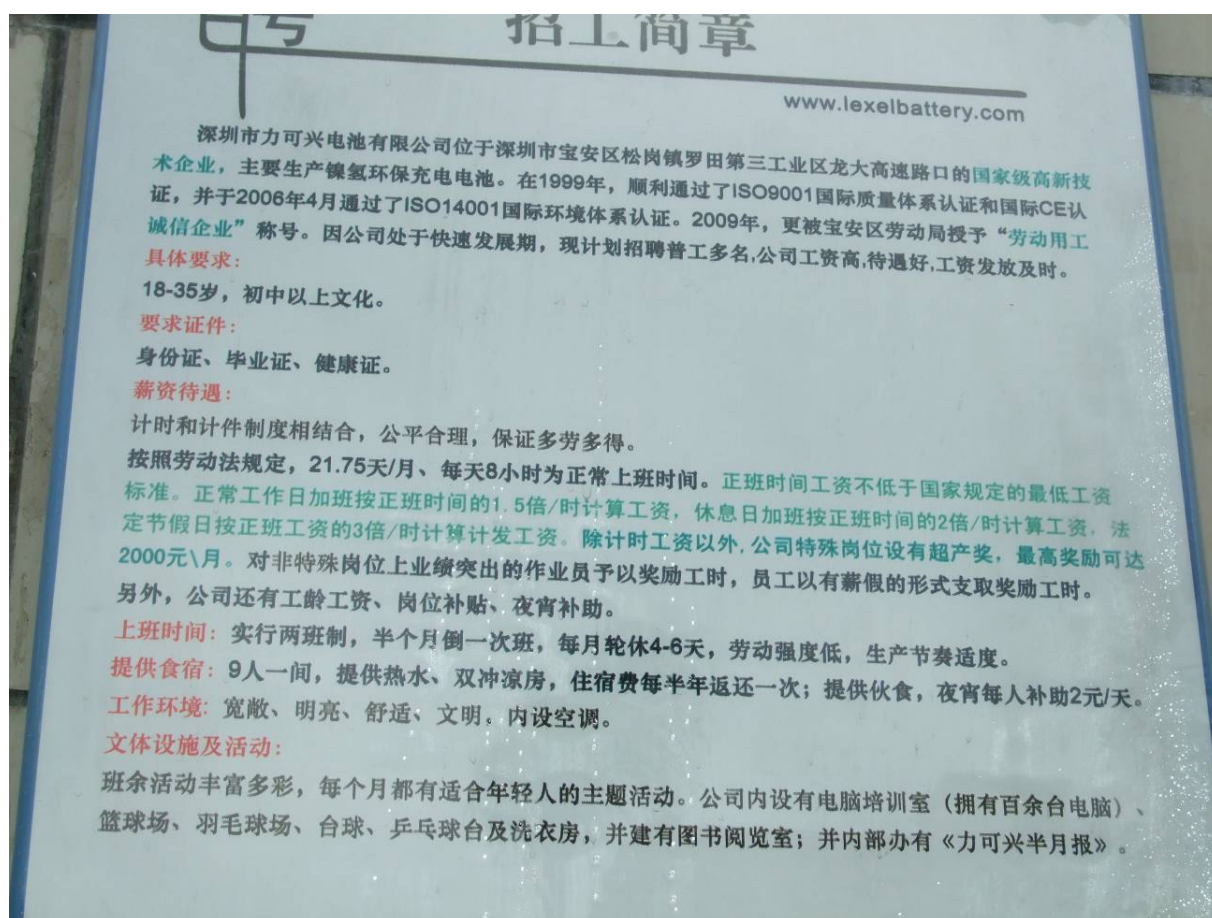 招工简章
www.lexelbattery.com
深圳市力可兴电池有限公司位于深圳市宝安区松岗镇罗田第三工业区龙大高速路口的国家级高新技
术企业，主要生产镍氢环保充电电池。在1999年，顺利通过了ISO9001国际质量体系认证和国际CE认
证，并于2006年4月通过了ISO14001国际环境体系认证。2009年，更被宝安区劳动局授予“劳动用工
诚信企业”称号。因公司处于快速发展期，现计划招聘普工多名,公司工资高,待遇好,工资发放及时。
具体要求：
18-35岁，初中以上文化。
要求证件：
身份证、毕业证、健康证。
薪资待遇：
计时和计件制度相结合，公平合理，保证多劳多得。
按照劳动法规定，21.75天/月、每天8小时为正常上班时间。正班时间工资不低于国家规定的最低工资
标准。正常工作日加班按正班时间的1.5倍/时计算工资，休息日加班按正班时间的2倍/时计算工资，法
定节假日按正班工资的3倍/时计算计发工资。除计时工资以外,公司特殊岗位设有超产奖，最高奖励可达
2000元\月。对非特殊岗位上业绩突出的作业员予以奖励工时，员工以有薪假的形式支取奖励工时。
另外，公司还有工龄工资、岗位补贴、夜宵补助。
上班时间：实行两班制，半个月倒一次班，每月轮休4-6天，劳动强度低，生产节奏适度。
提供食宿：9人一间，提供热水、双冲凉房，住宿费每半年返还一次；提供伙食，夜宵每人补助2元/天。
工作环境：宽敞、明亮、舒适、文明。内设空调。
文体设施及活动：
班余活动丰富多彩，每个月都有适合年轻人的主题活动。公司内设有电脑培训室（拥有百余台电脑）、
篮球场、羽毛球场、台球、乒乓球台及洗衣房，并建有图书阅览室；并内部办有《力可兴半月报》。